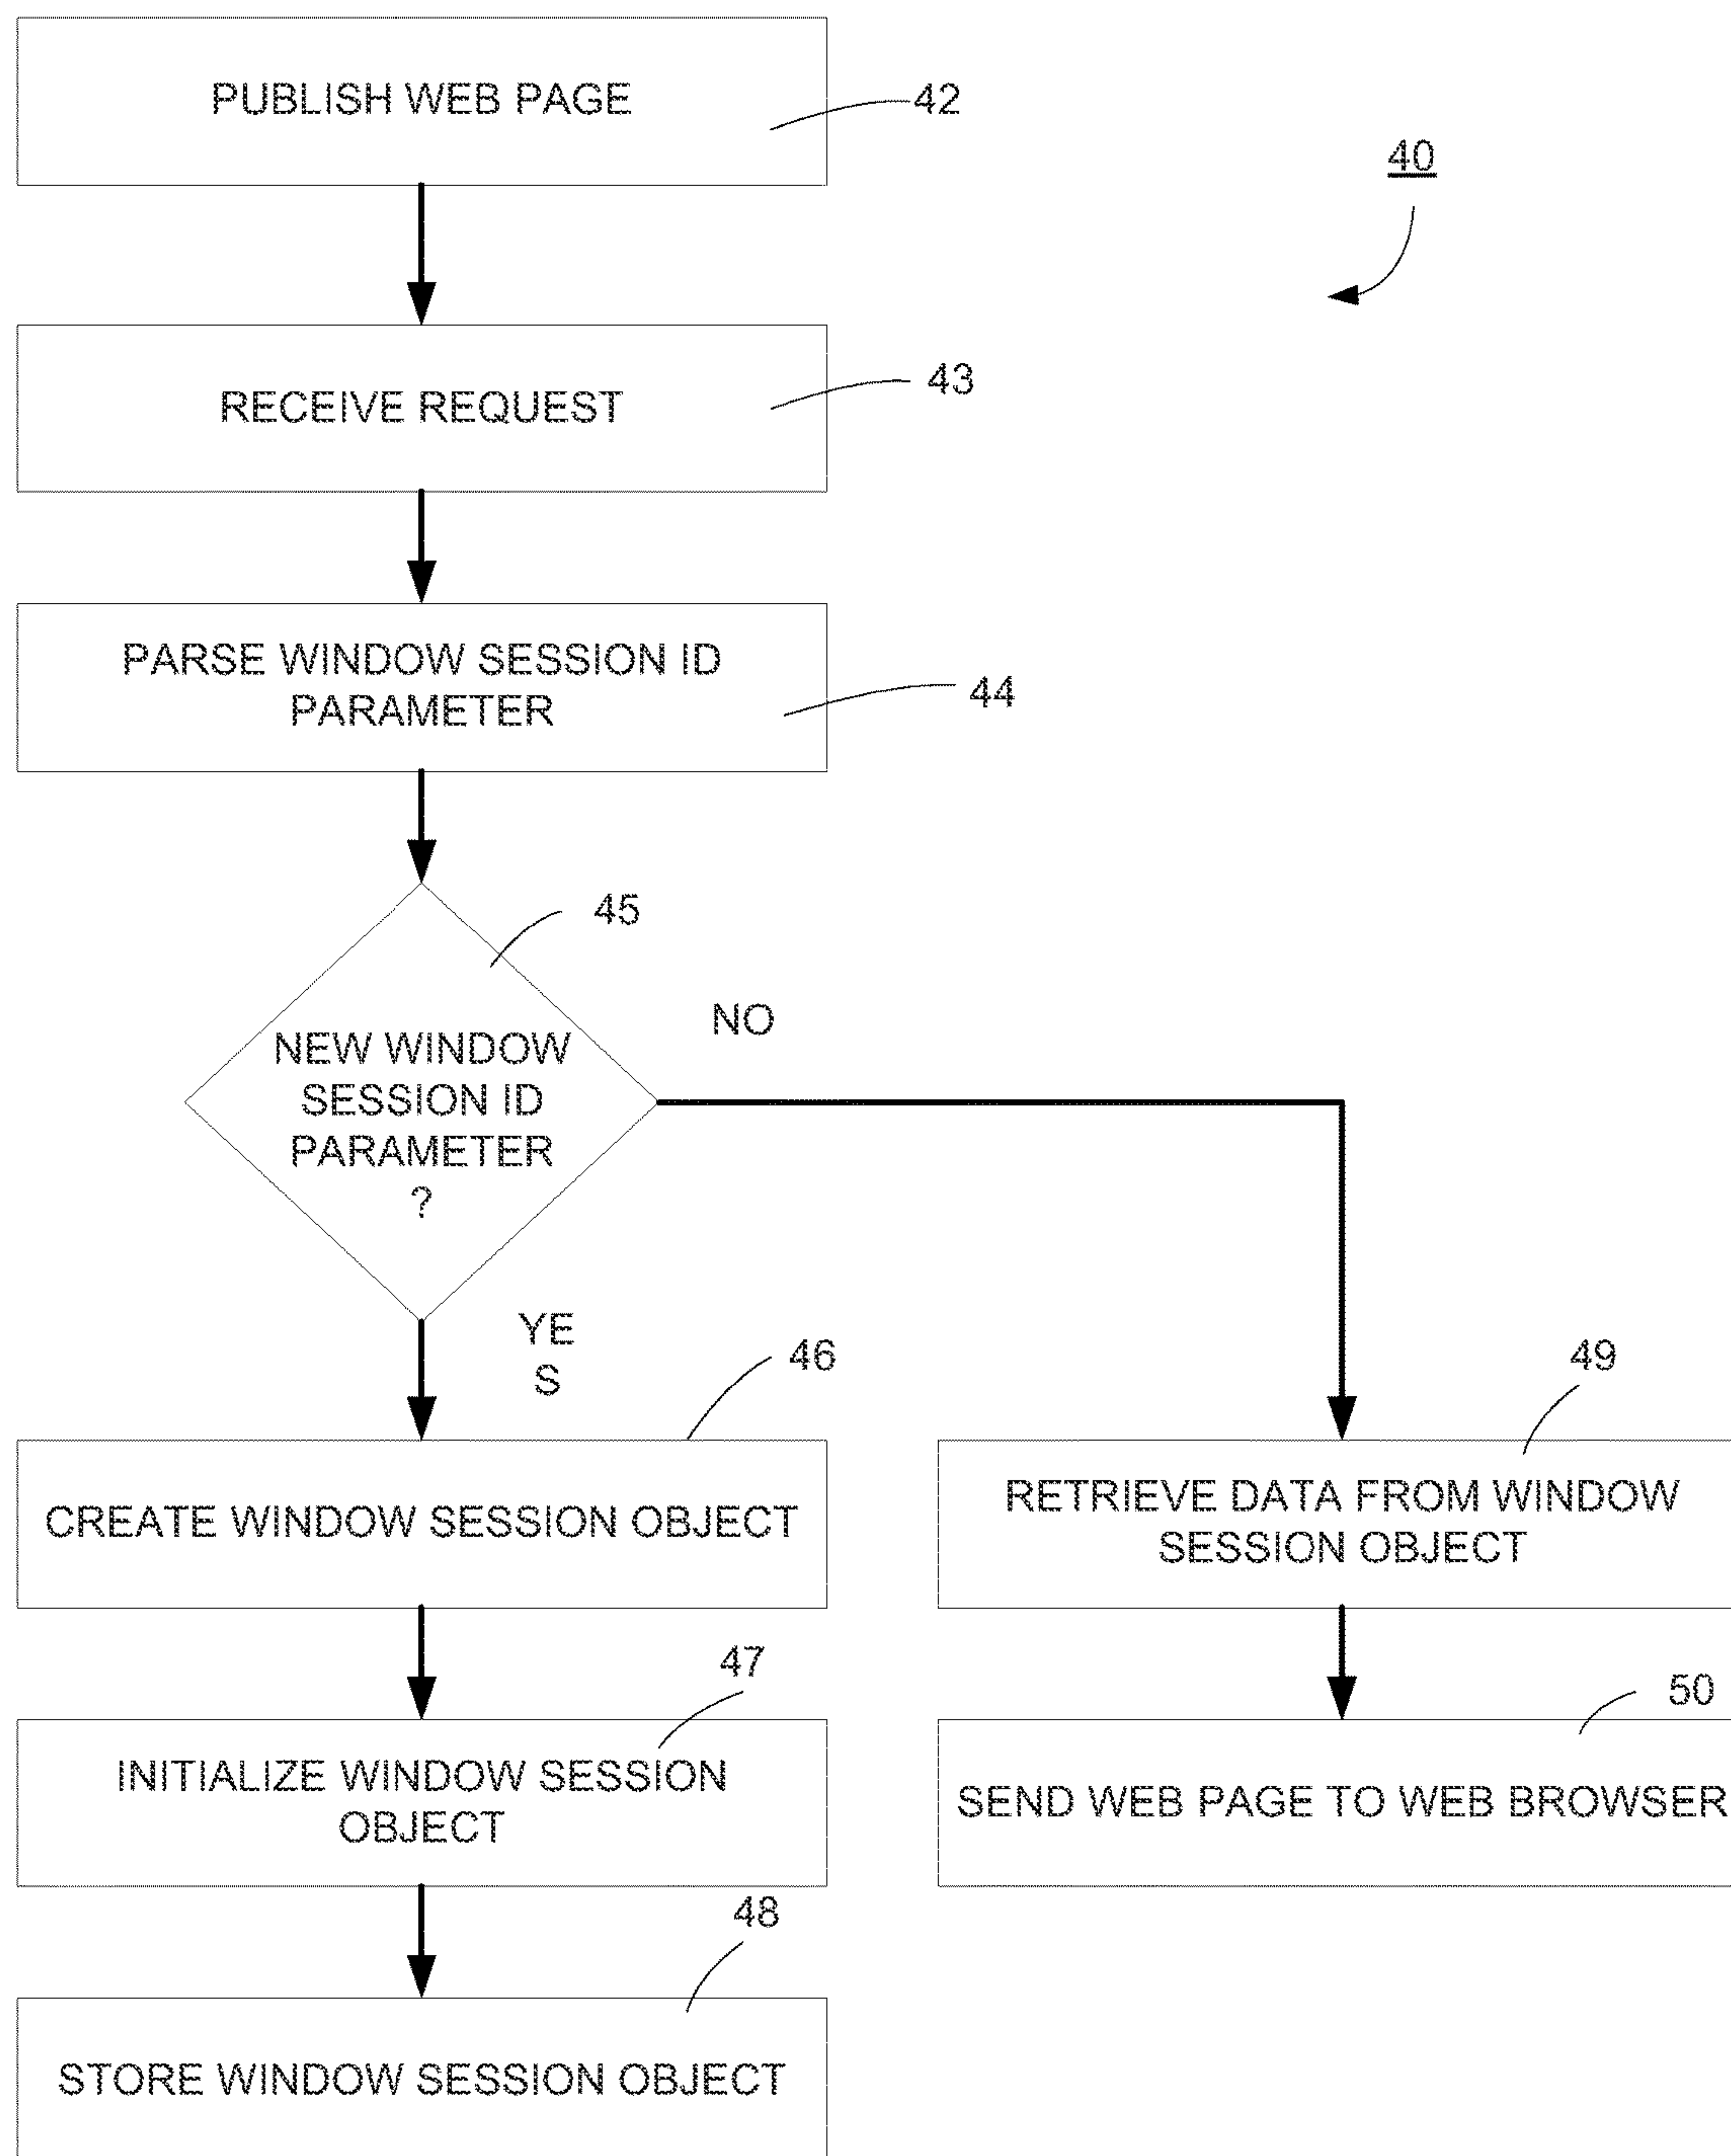 PUBLISH WEB PAGE
42
40
RECEIVE REQUEST
43
PARSE WINDOW SESSION ID
PARAMETER
44
45
NEW WINDOW
SESSION ID
PARAMETER
?
NO
YE
S
46
49
CREATE WINDOW SESSION OBJECT
RETRIEVE DATA FROM WINDOW
SESSION OBJECT
47
50
INITIALIZE WINDOW SESSION
OBJECT
SEND WEB PAGE TO WEB BROWSER
48
STORE WINDOW SESSION OBJECT